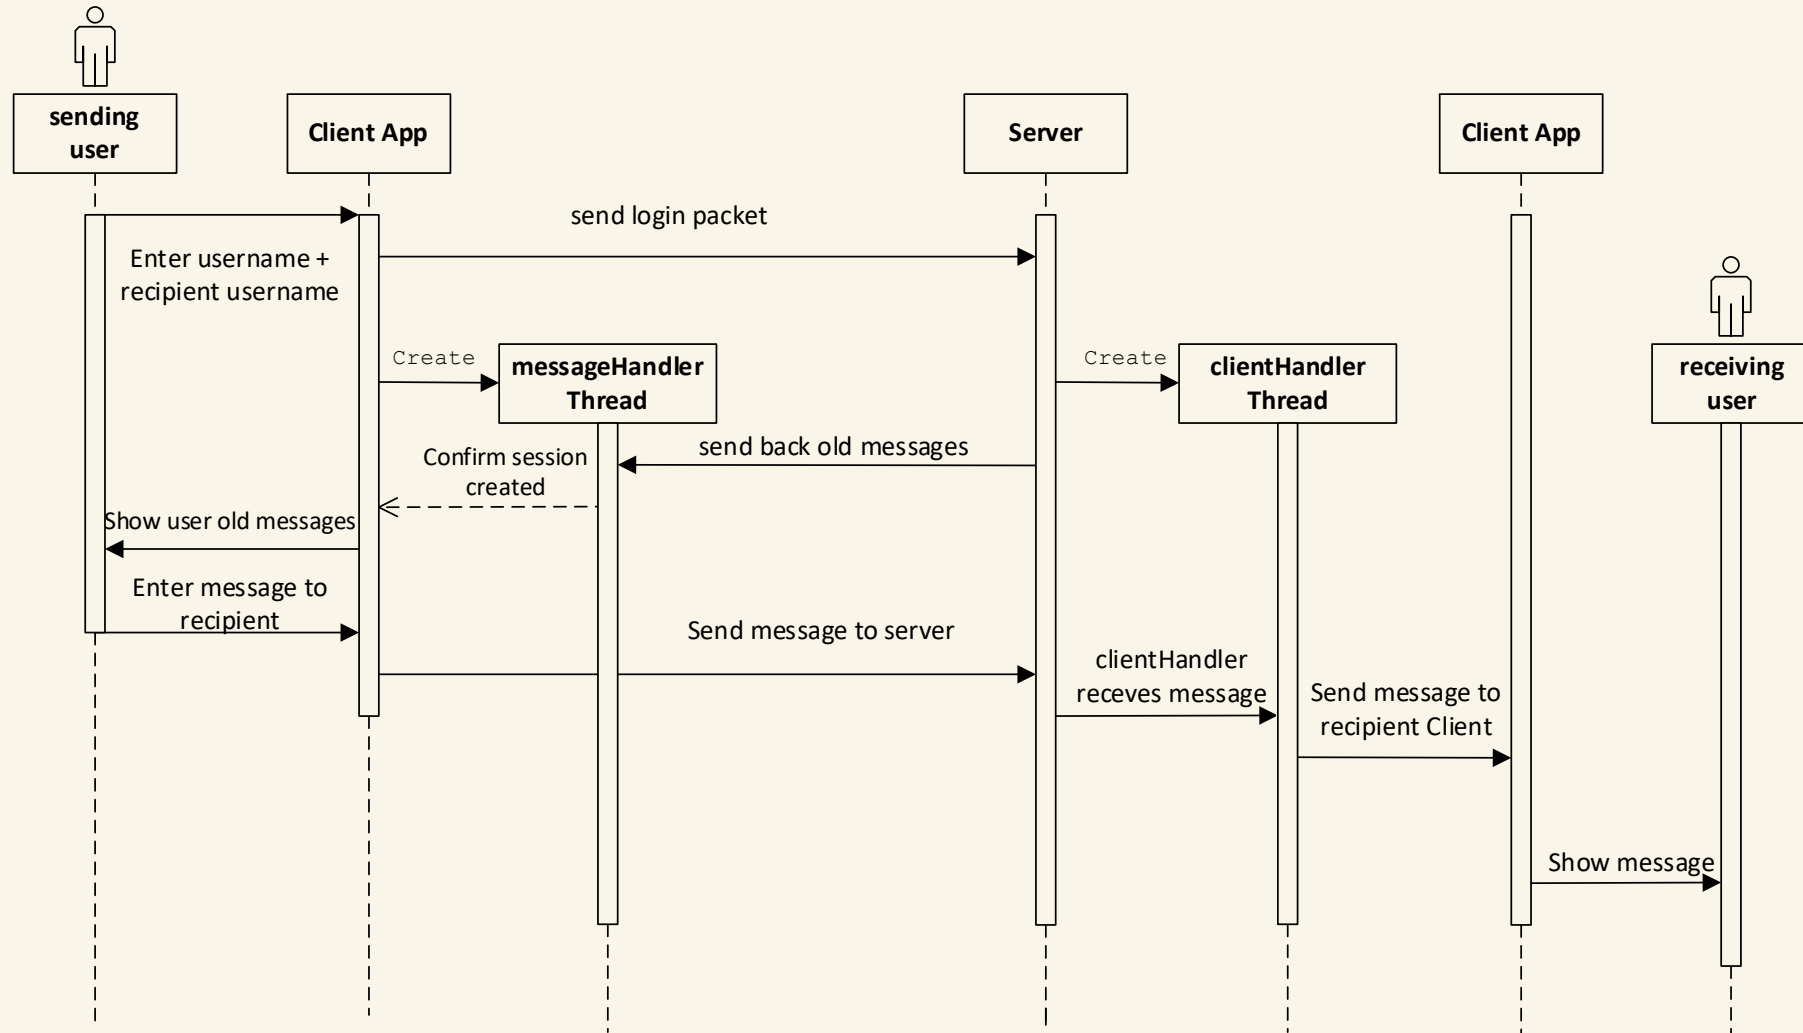 sending
user
Client App
Server
Client App
send login packet
Enter username +
recipient username
Create
messageHandler
Thread
Create
clientHandler
Thread
receiving
user
Confirm session
created
send back old messages
Show user old messages
Enter message to
recipient
Send message to server
clientHandler
receves message
Send message to
recipient Client
Show message